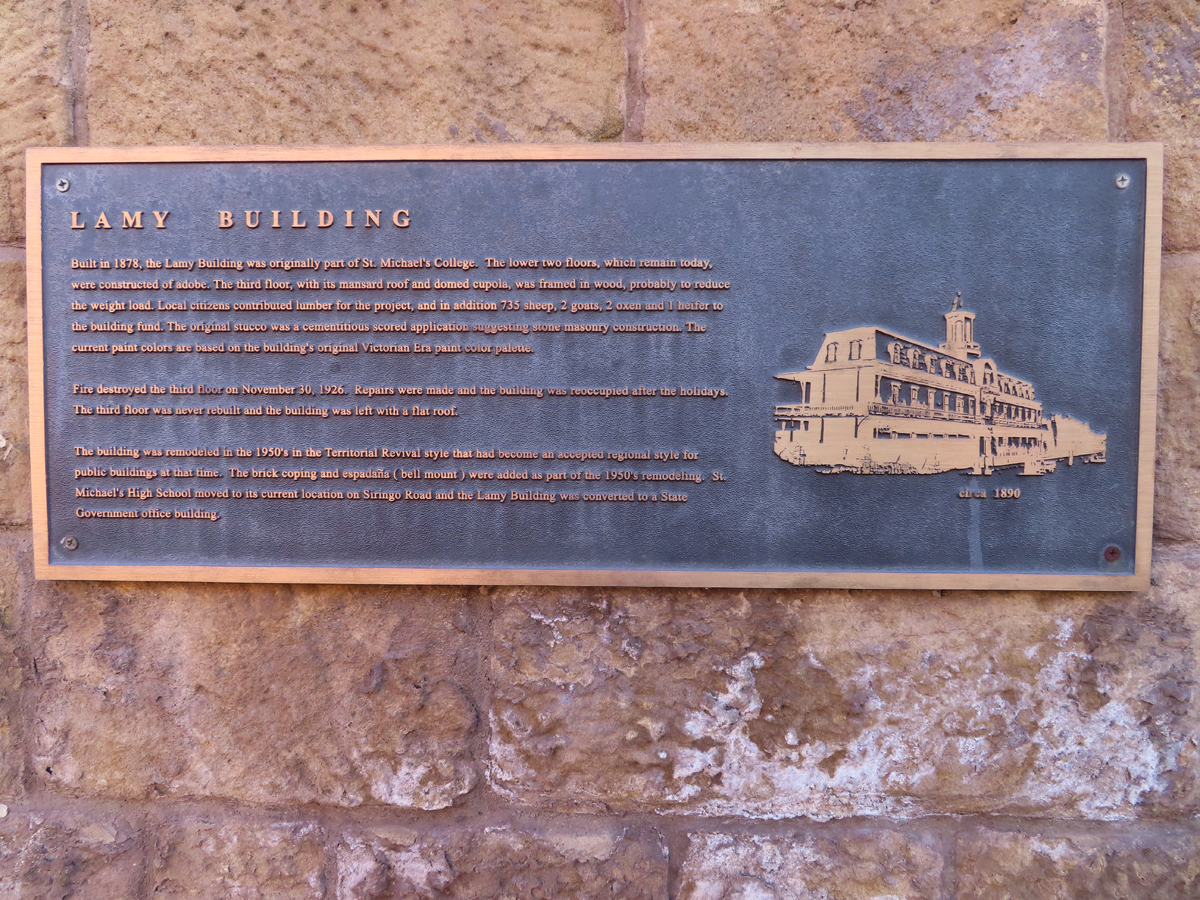 LAMY BUILDING
Built in 1878, the Lamy Building was originally part of St. Michael's College. The lower two floors, which remain today,
were constructed of adobe. The third floor, with its mansard roof and domed cupola, was framed in wood, probably to reduce
the weight load. Local citizens contributed lumber for the project, and in addition 735 sheep, 2 goats, 2 oxen and 1 heifer to
the building fund. The original stucco was a cementitious scored application suggesting stone masonry construction. The
current paint colors are based on the building's original Victorian Era paint color palette.
Fire destroyed the third floor on November 30, 1926. Repairs were made and the building was reoccupied after the holidays.
The third floor was never rebuilt and the building was left with a flat roof.
The building was remodeled in the 1950's in the Territorial Revival style that had become an accepted regional style for
public buildings at that time. The brick coping and espadaña ( bell mount ) were added as part of the 1950's remodeling. St.
Michael's High School moved to its current location on Siringo Road and the Lamy Building was converted to a State
Government office building.
circa 1890